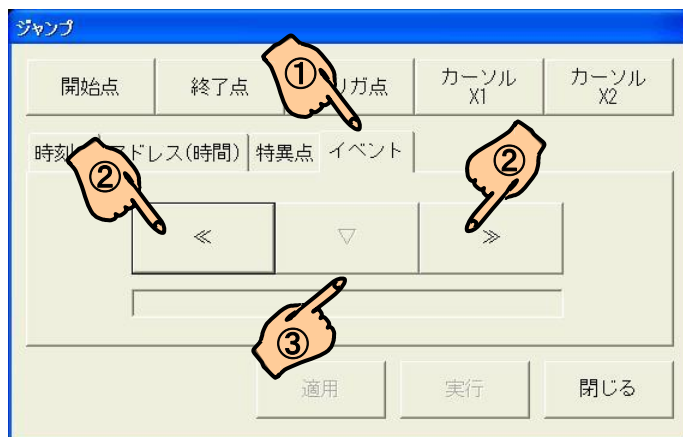 ジャンプ
開始点 終了点 リガ点 カーソル X1 カーソル X2
① 
時刻 ドレス(時間) 特異点 イベント
② ②
≪ ▽ ≫
③
適用 実行 閉じる